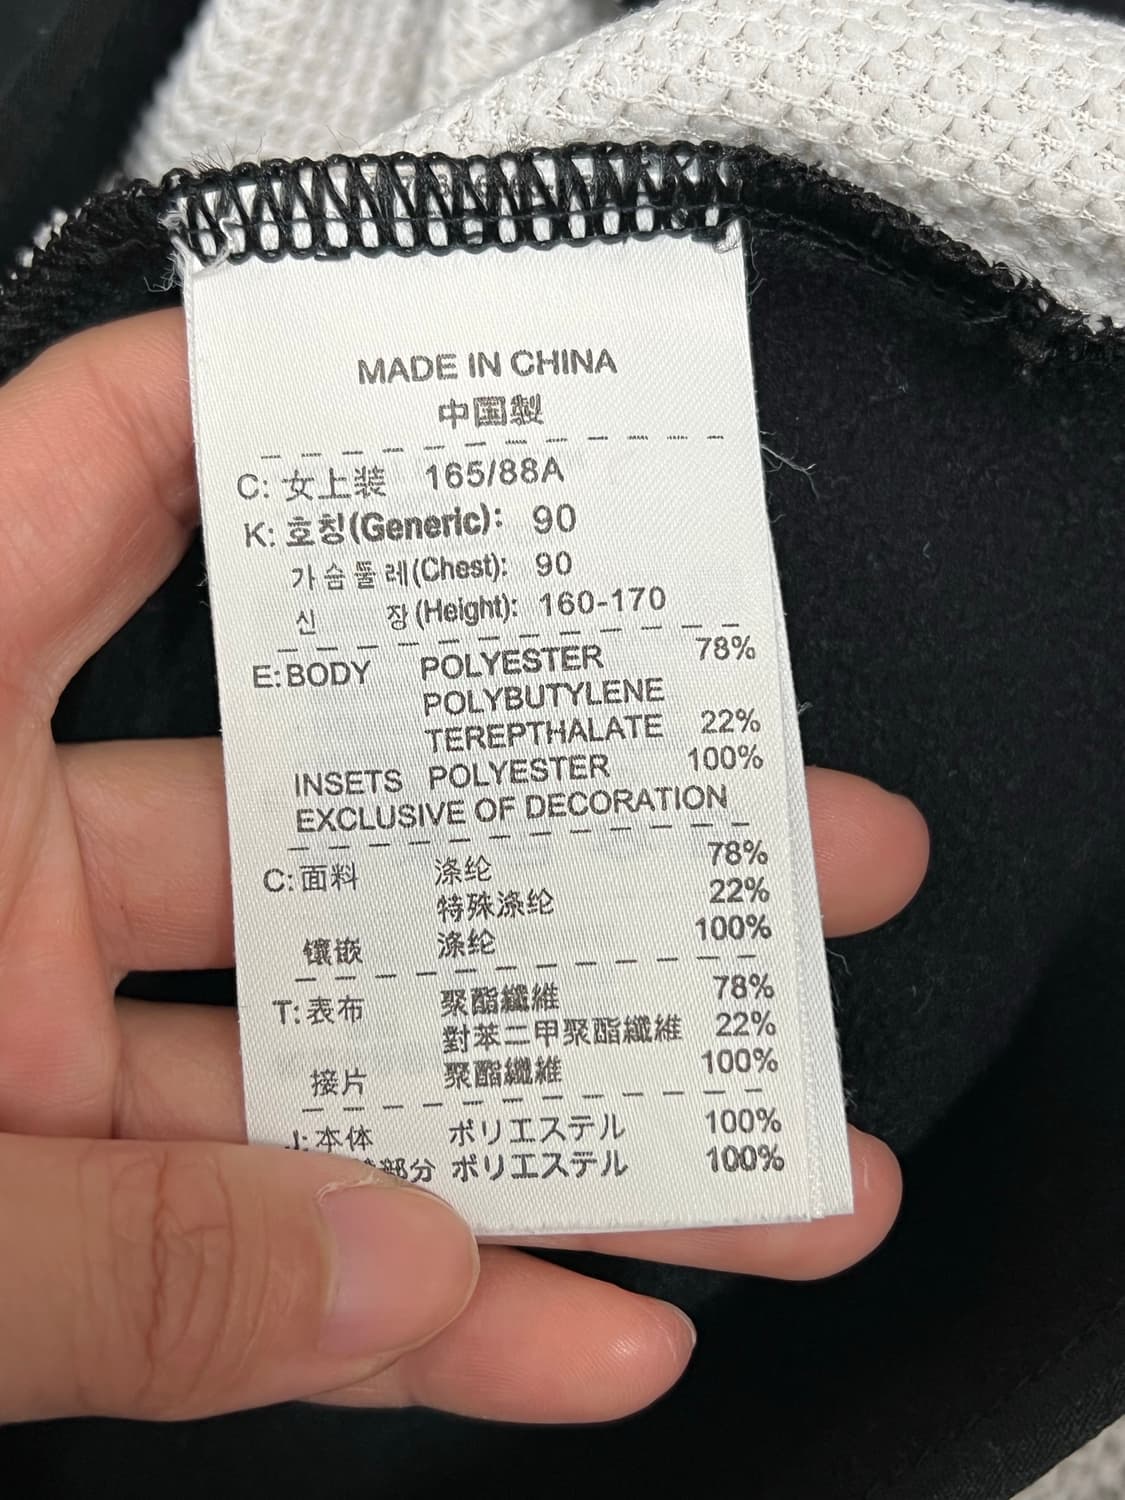 MADE IN CHINA
中国製
C: 女上装 165/88A
K: 호칭(Generic): 90
가슴둘레(Chest): 90
신 장(Height): 160-170
E: BODY POLYESTER 78%
POLYBUTYLENE
TEREPTHALATE 22%
INSETS POLYESTER 100%
EXCLUSIVE OF DECORATION
C: 面料 涤纶 78%
特殊涤纶 22%
镶嵌 涤纶 100%
T: 表布 聚酯纖維 78%
對苯二甲聚酯纖維 22%
接片 聚酯纖維 100%
J: 本体 ポリエステル 100%
部分 ポリエステル 100%